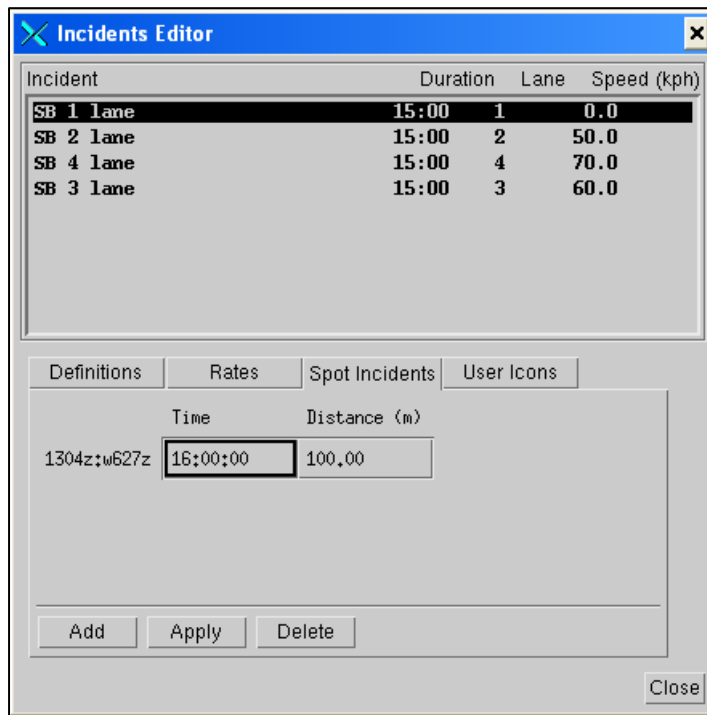 Incidents Editor
Incident Duration Lane Speed (kph)
SB 1 lane 15:00 1 0.0
SB 2 lane 15:00 2 50.0
SB 4 lane 15:00 4 70.0
SB 3 lane 15:00 3 60.0
Definitions Rates Spot Incidents User Icons
Time Distance (m)
1304z:w627z 16:00:00 100.00
Add Apply Delete
Close